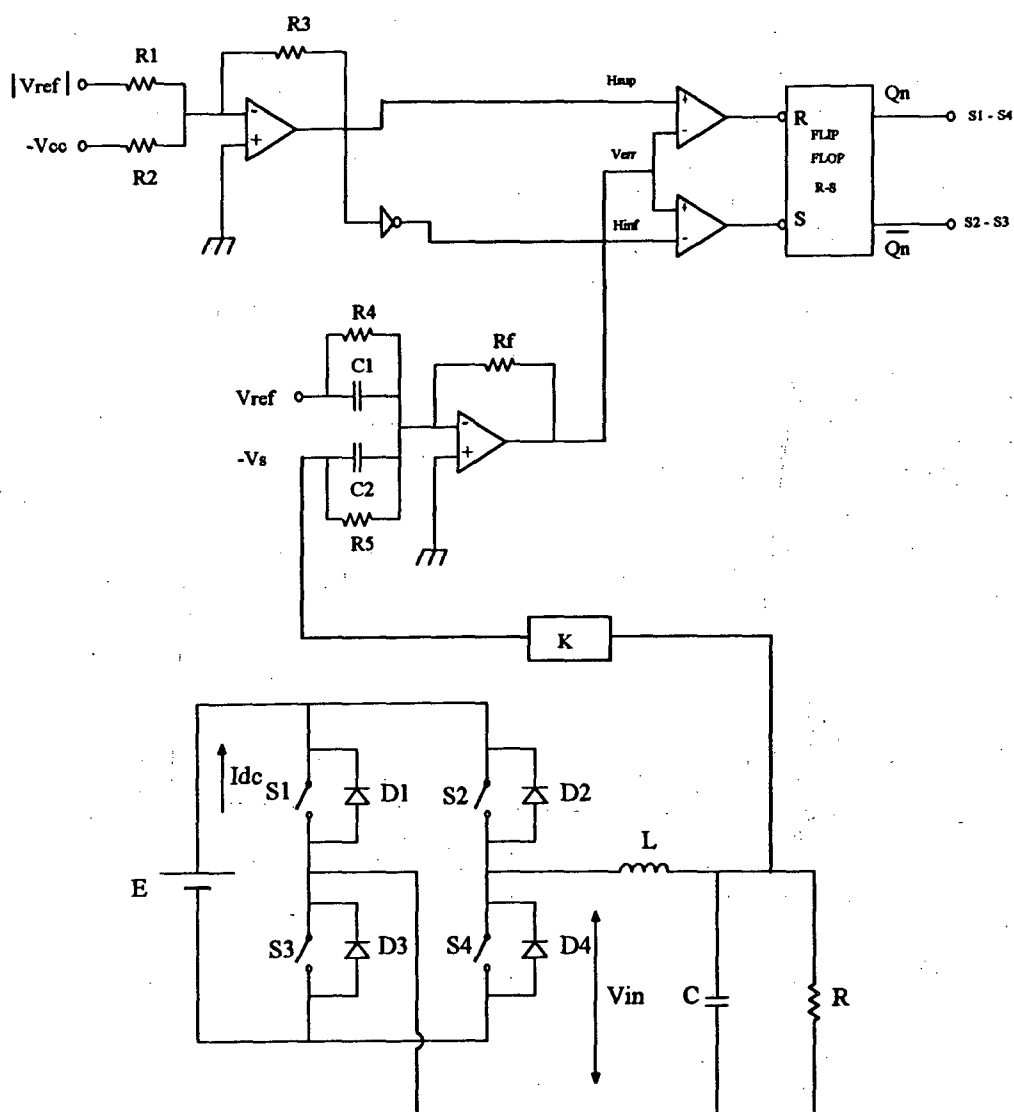 R3
R1
|Vref|
-Vcc
R2
-
+
Hsup
Verr
Hinf
+
-
+
-
R
FLIP
FLOP
R-S
S
Qn
Qn
S1 - S4
S2 - S3
R4
C1
Vref
-Vs
C2
R5
Rf
-
+
K
Idc
S1
D1
S2
D2
E
L
S3
D3
S4
D4
Vin
C
R